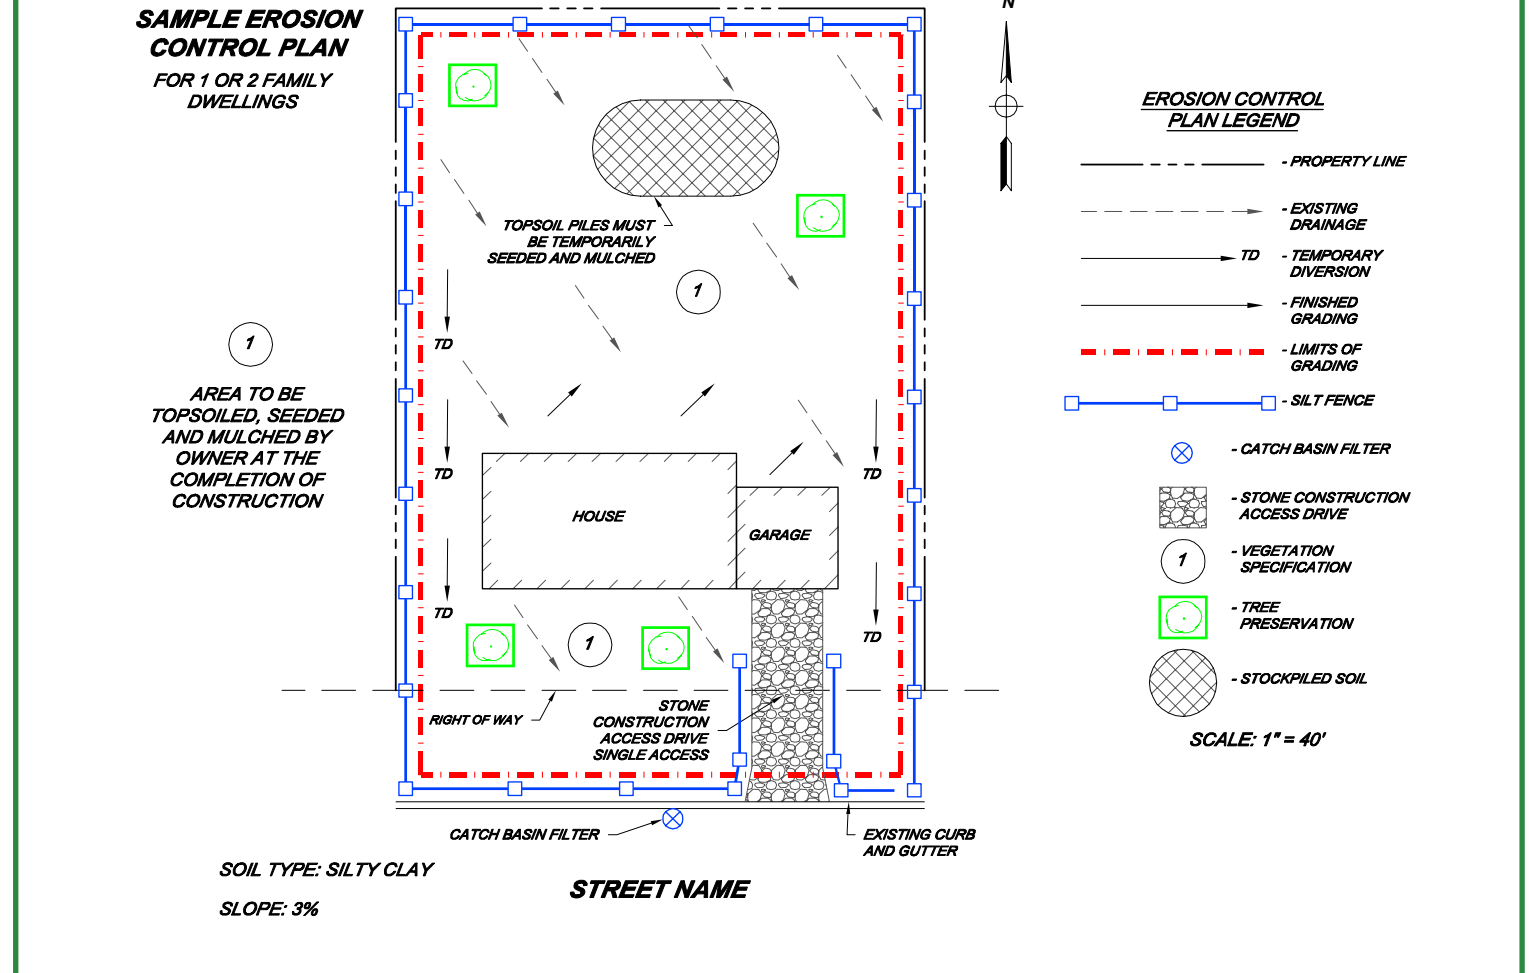 SAMPLE EROSION
CONTROL PLAN
FOR 1 OR 2 FAMILY
DWELLINGS
N
TOPSOIL PILES MUST
BE TEMPORARILY
SEEDED AND MULCHED
1
TD
TD
TD
TD
TD
1
AREA TO BE
TOPSOILED, SEEDED
AND MULCHED BY
OWNER AT THE
COMPLETION OF
CONSTRUCTION
HOUSE
GARAGE
1
RIGHT OF WAY
STONE
CONSTRUCTION
ACCESS DRIVE
SINGLE ACCESS
CATCH BASIN FILTER
EXISTING CURB
AND GUTTER
SOIL TYPE: SILTY CLAY
SLOPE: 3%
STREET NAME
EROSION CONTROL
PLAN LEGEND
- PROPERTY LINE
- EXISTING
DRAINAGE
TD - TEMPORARY
DIVERSION
- FINISHED
GRADING
- LIMITS OF
GRADING
- SILT FENCE
- CATCH BASIN FILTER
- STONE CONSTRUCTION
ACCESS DRIVE
1 - VEGETATION
SPECIFICATION
- TREE
PRESERVATION
- STOCKPILED SOIL
SCALE: 1" = 40'